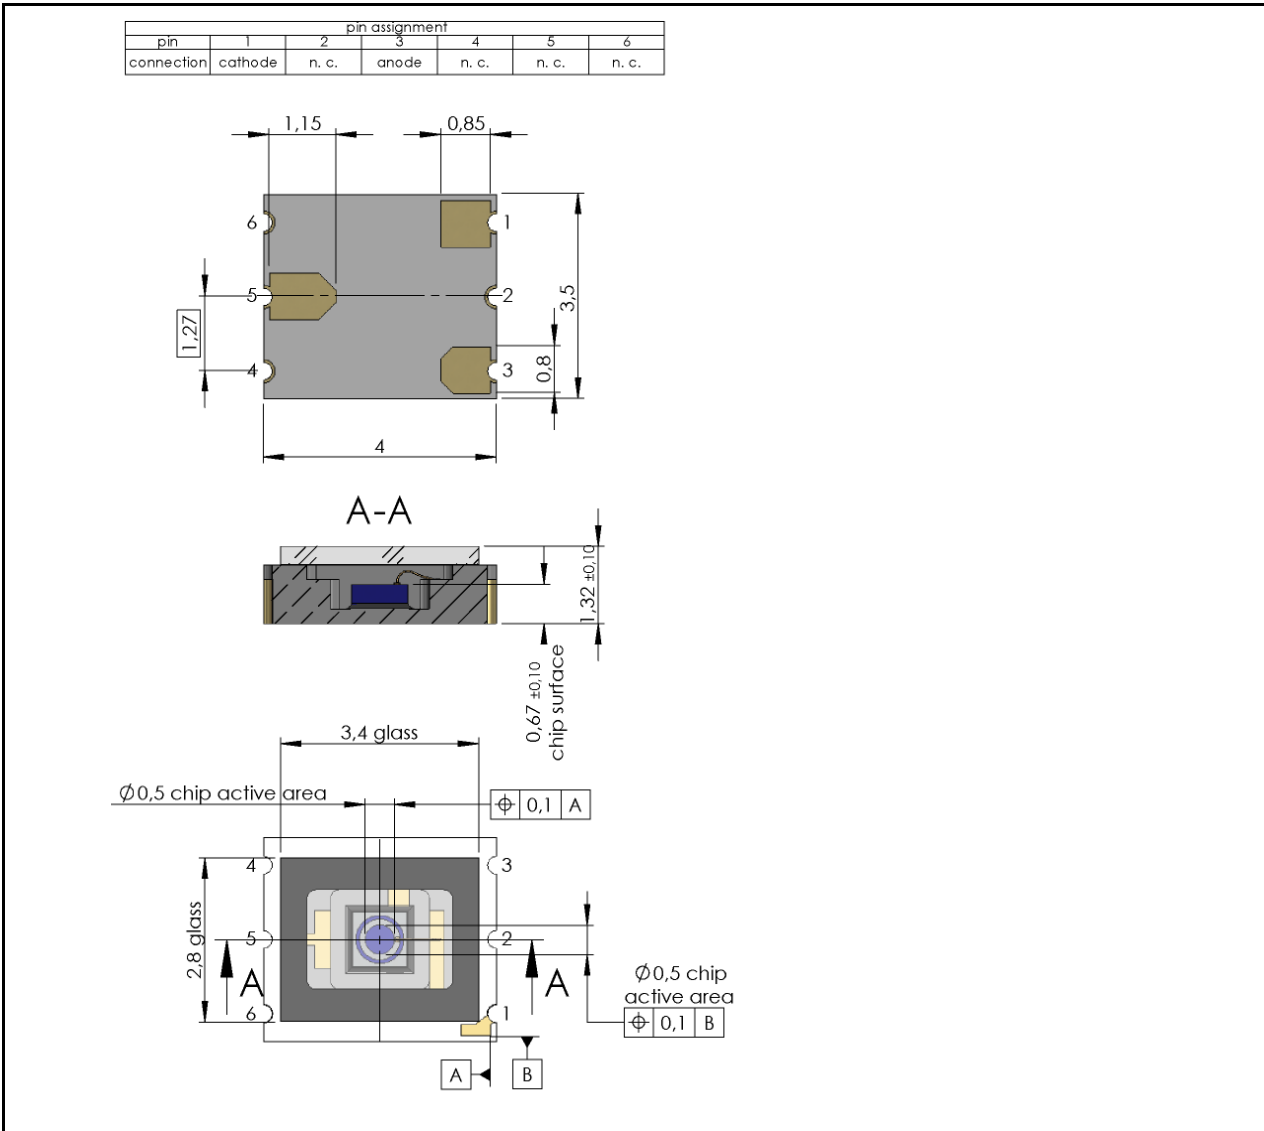 pin assignment
pin 1 2 3 4 5 6
connection cathode n. c. anode n. c. n. c. n. c.
1,15 0,85
6 1
5 2
1,27 3,5
4 3
0,8
4
A-A
1,32 ±0,10
0,67 ±0,10
chip surface
3,4 glass
Ø0,5 chip active area
⌖ 0,1 A
4 3
2,8 glass
5 2
A A
Ø0,5 chip
active area
⌖ 0,1 B
6 1
A B